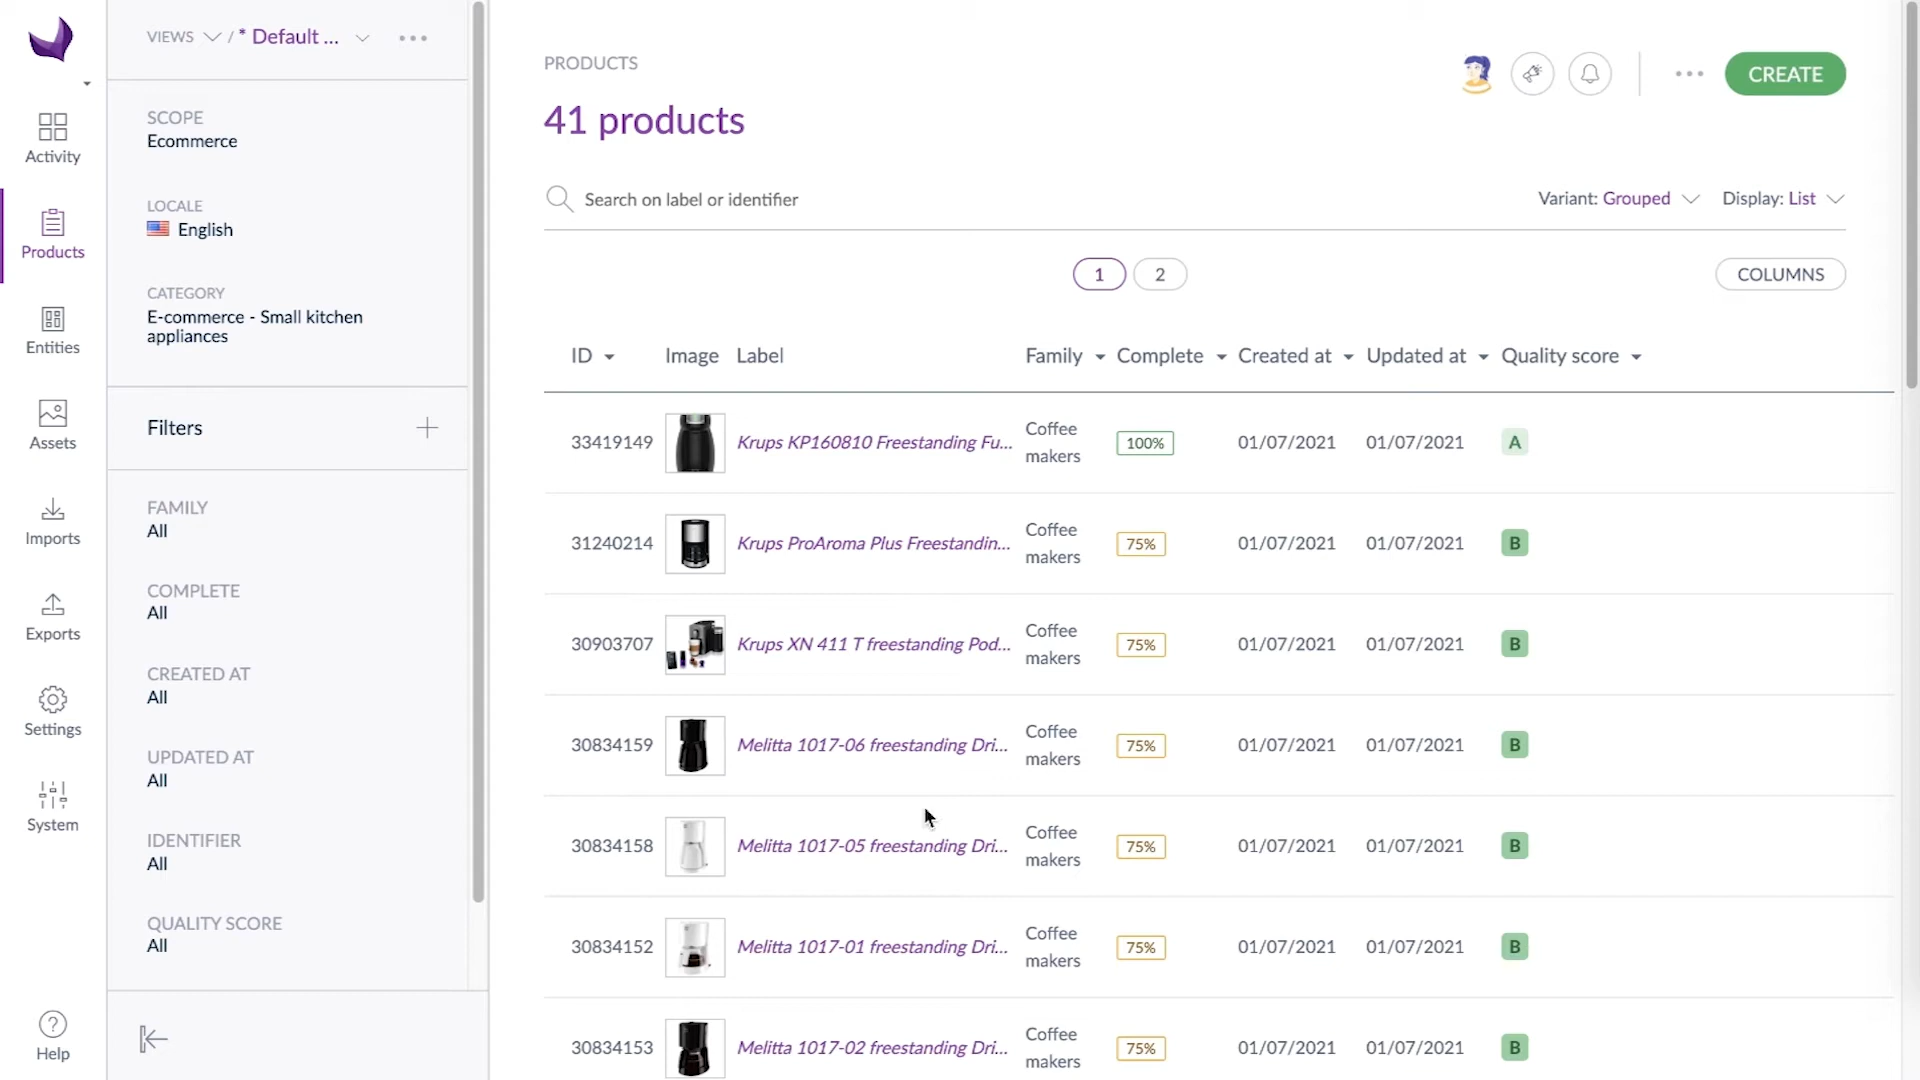 VIEWS / * Default ...
SCOPE
Ecommerce
LOCALE
English
CATEGORY
E-commerce - Small kitchen
appliances
Filters
FAMILY
All
COMPLETE
All
CREATED AT
All
UPDATED AT
All
IDENTIFIER
All
QUALITY SCORE
All
Activity
Products
Entities
Assets
Imports
Exports
Settings
System
Help
PRODUCTS
41 products
CREATE
Search on label or identifier
Variant: Grouped
Display: List
1 2
COLUMNS
ID Image Label Family Complete Created at Updated at Quality score
33419149 Krups KP160810 Freestanding Fu... Coffee makers 100% 01/07/2021 01/07/2021 A
31240214 Krups ProAroma Plus Freestandin... Coffee makers 75% 01/07/2021 01/07/2021 B
30903707 Krups XN 411 T freestanding Pod... Coffee makers 75% 01/07/2021 01/07/2021 B
30834159 Melitta 1017-06 freestanding Dri... Coffee makers 75% 01/07/2021 01/07/2021 B
30834158 Melitta 1017-05 freestanding Dri... Coffee makers 75% 01/07/2021 01/07/2021 B
30834152 Melitta 1017-01 freestanding Dri... Coffee makers 75% 01/07/2021 01/07/2021 B
30834153 Melitta 1017-02 freestanding Dri... Coffee makers 75% 01/07/2021 01/07/2021 B